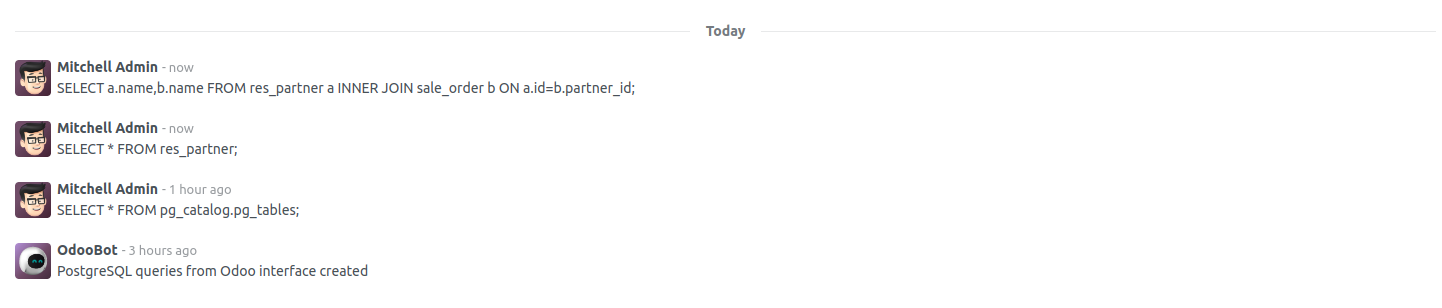 Today
Mitchell Admin - now
SELECT a.name,b.name FROM res_partner a INNER JOIN sale_order b ON a.id=b.partner_id;
Mitchell Admin - now
SELECT * FROM res_partner;
Mitchell Admin - 1 hour ago
SELECT * FROM pg_catalog.pg_tables;
OdooBot - 3 hours ago
PostgreSQL queries from Odoo interface created